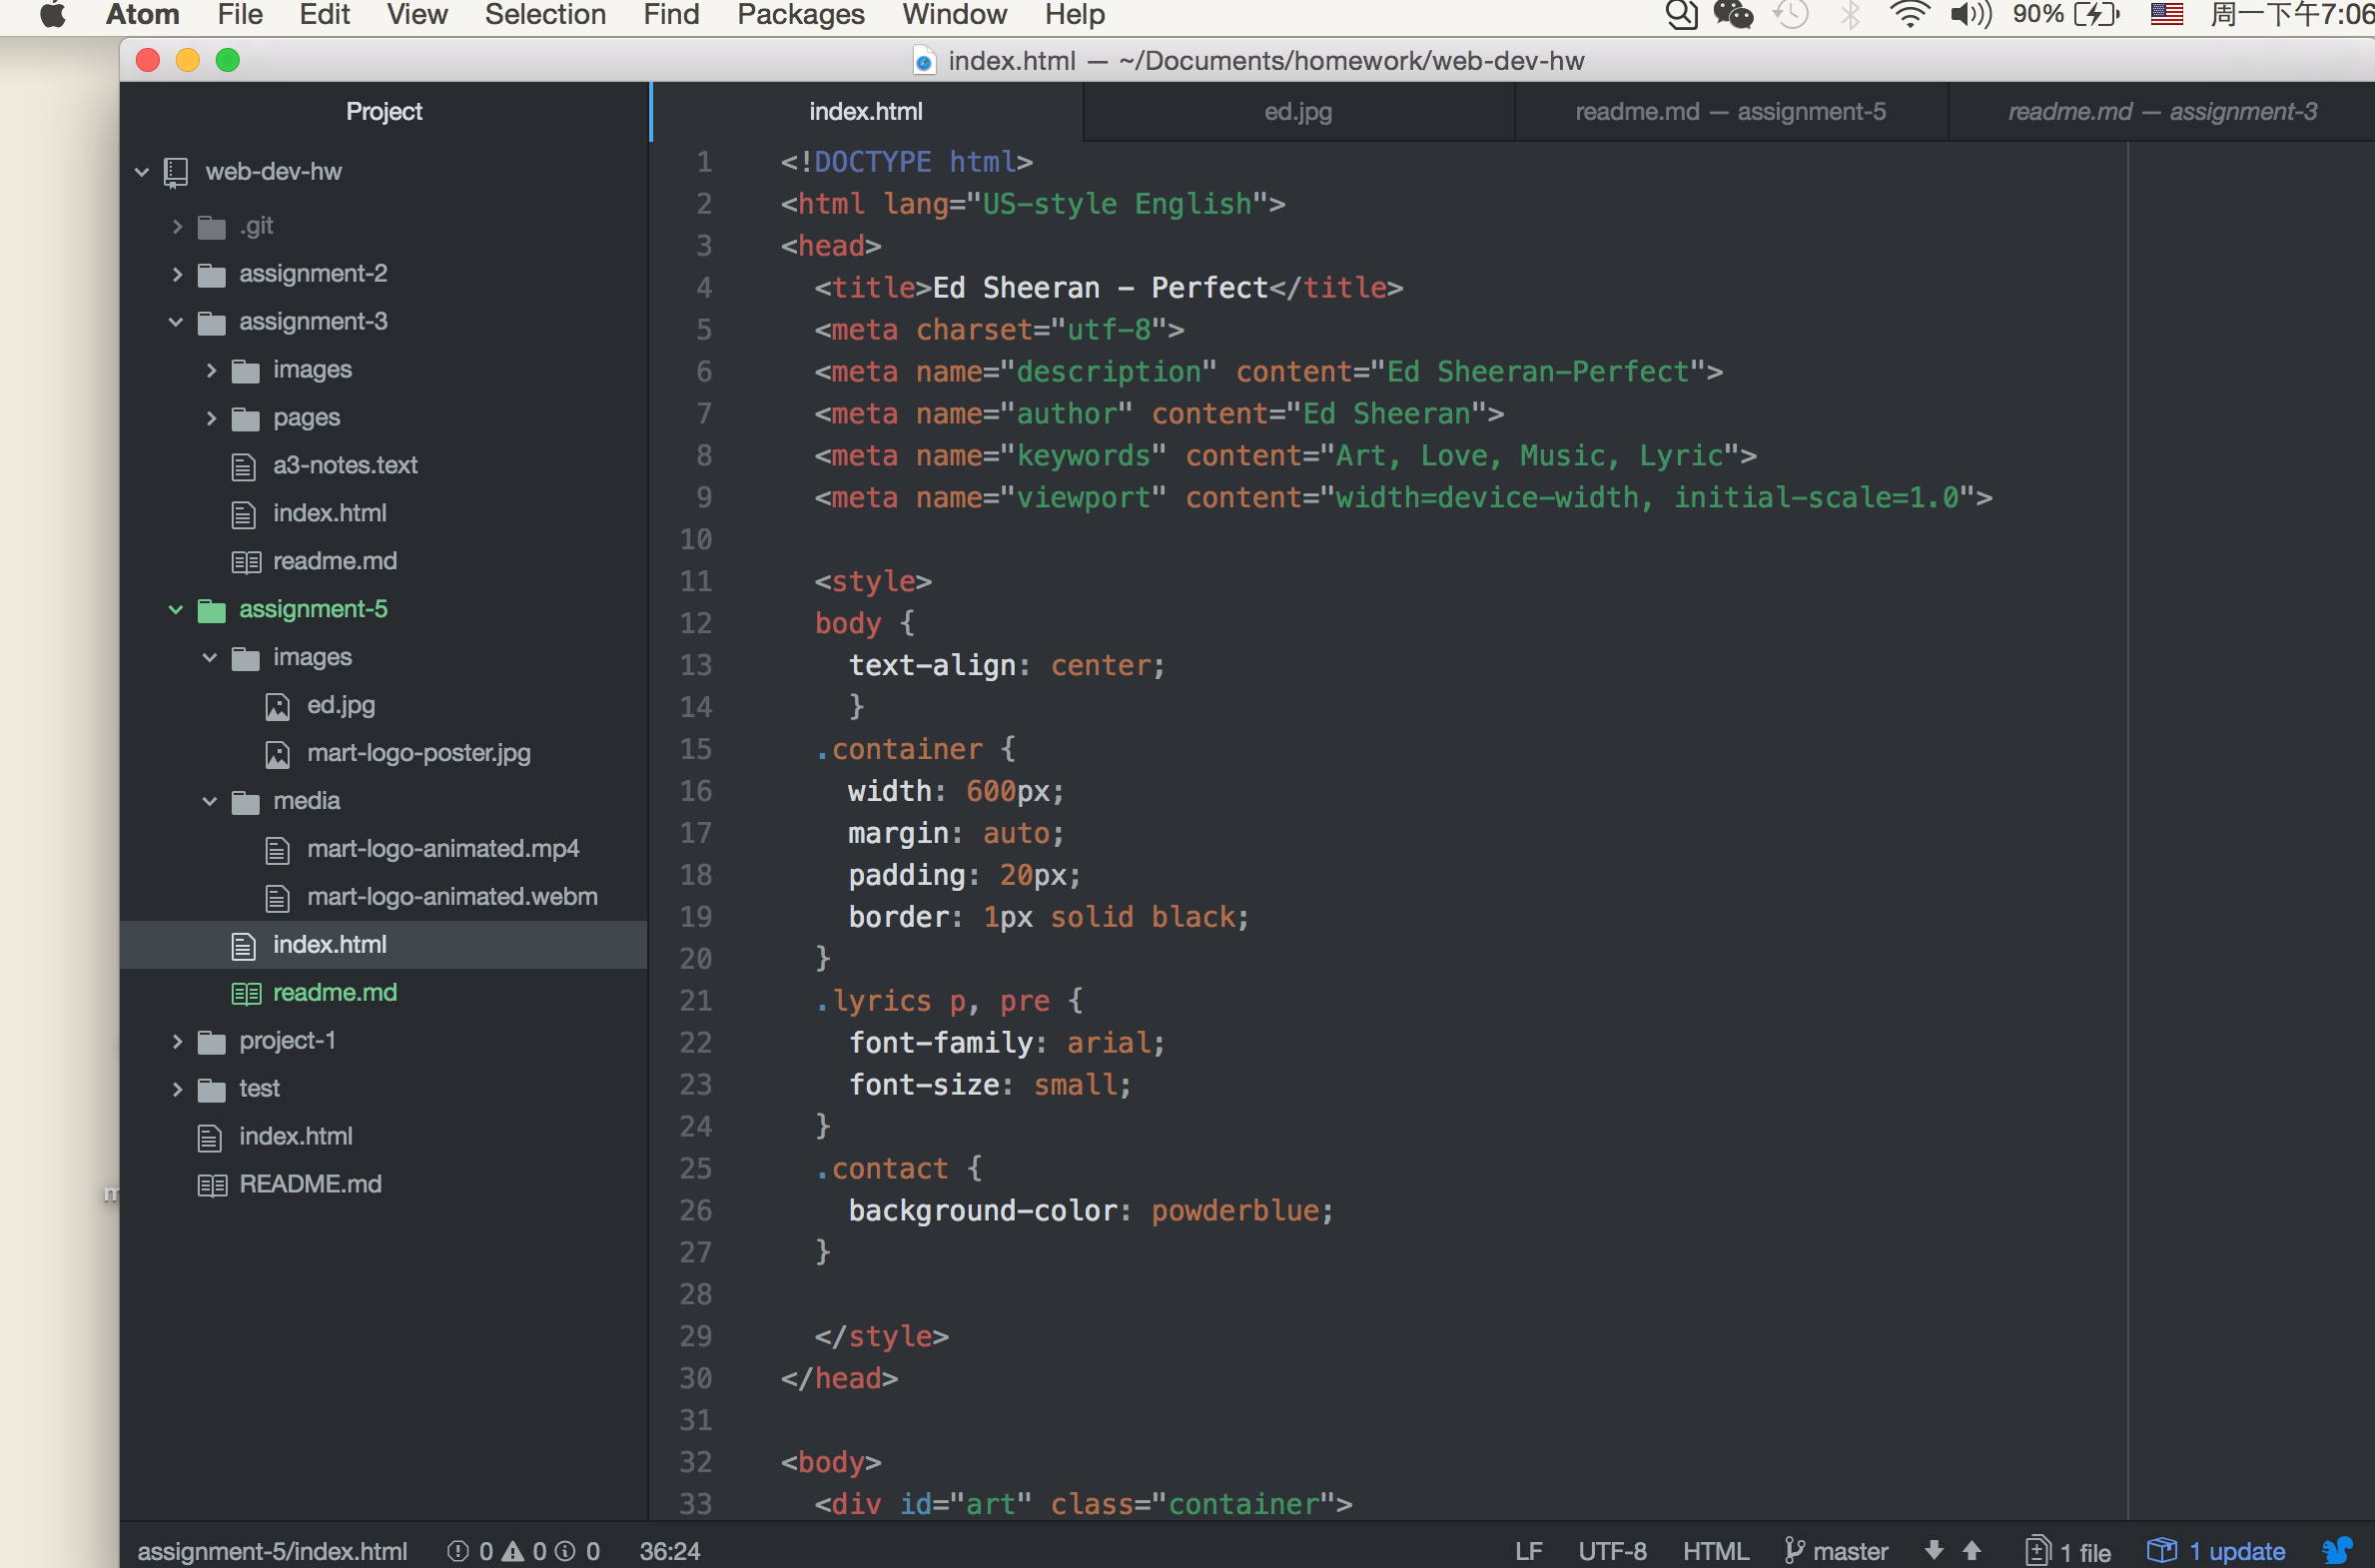 Atom File Edit View Selection Find Packages Window Help 90% 周一下午7:06
index.html — ~/Documents/homework/web-dev-hw
Project
web-dev-hw
.git
assignment-2
assignment-3
images
pages
a3-notes.text
index.html
readme.md
assignment-5
images
ed.jpg
mart-logo-poster.jpg
media
mart-logo-animated.mp4
mart-logo-animated.webm
index.html
readme.md
project-1
test
index.html
README.md
index.html ed.jpg readme.md — assignment-5 readme.md — assignment-3
1 <!DOCTYPE html>
2 <html lang="US-style English">
3 <head>
4 <title>Ed Sheeran - Perfect</title>
5 <meta charset="utf-8">
6 <meta name="description" content="Ed Sheeran-Perfect">
7 <meta name="author" content="Ed Sheeran">
8 <meta name="keywords" content="Art, Love, Music, Lyric">
9 <meta name="viewport" content="width=device-width, initial-scale=1.0">
10
11 <style>
12 body {
13 text-align: center;
14 }
15 .container {
16 width: 600px;
17 margin: auto;
18 padding: 20px;
19 border: 1px solid black;
20 }
21 .lyrics p, pre {
22 font-family: arial;
23 font-size: small;
24 }
25 .contact {
26 background-color: powderblue;
27 }
28
29 </style>
30 </head>
31
32 <body>
33 <div id="art" class="container">
assignment-5/index.html 0 0 0 36:24 LF UTF-8 HTML master 1 file 1 update